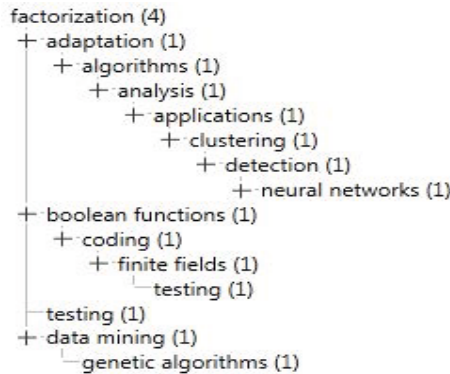 factorization (4)
adaptation (1)
algorithms (1)
analysis (1)
applications (1)
clustering (1)
detection (1)
neural networks (1)
boolean functions (1)
coding (1)
finite fields (1)
testing (1)
testing (1)
data mining (1)
genetic algorithms (1)